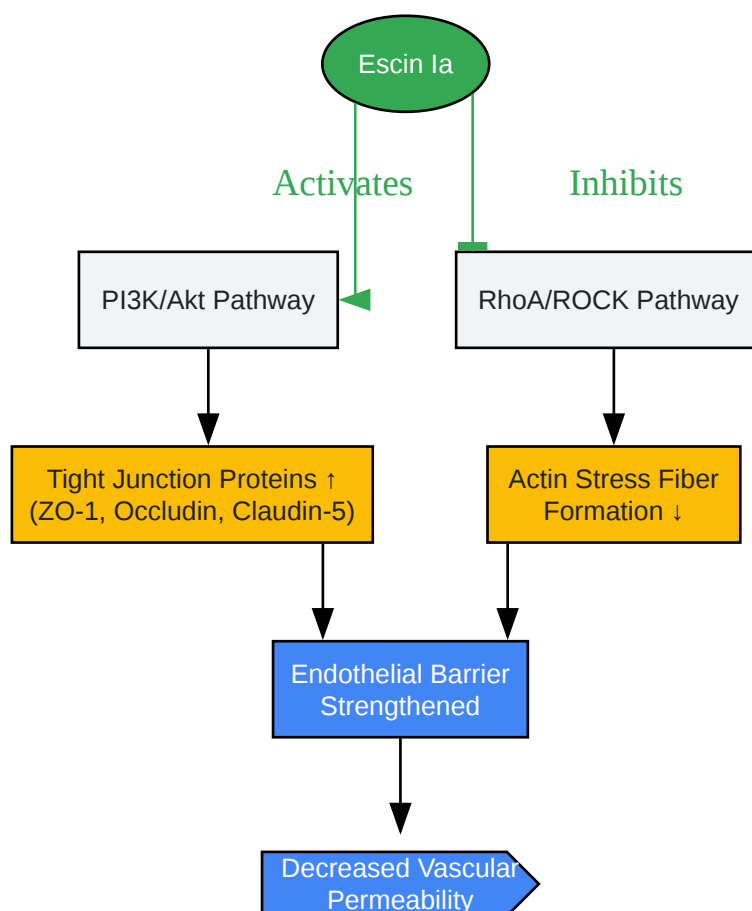 Escin Ia
Activates
Inhibits
PI3K/Akt Pathway
RhoA/ROCK Pathway
Tight Junction Proteins ↑
(ZO-1, Occludin, Claudin-5)
Actin Stress Fiber
Formation ↓
Endothelial Barrier
Strengthened
Decreased Vascular
Permeability